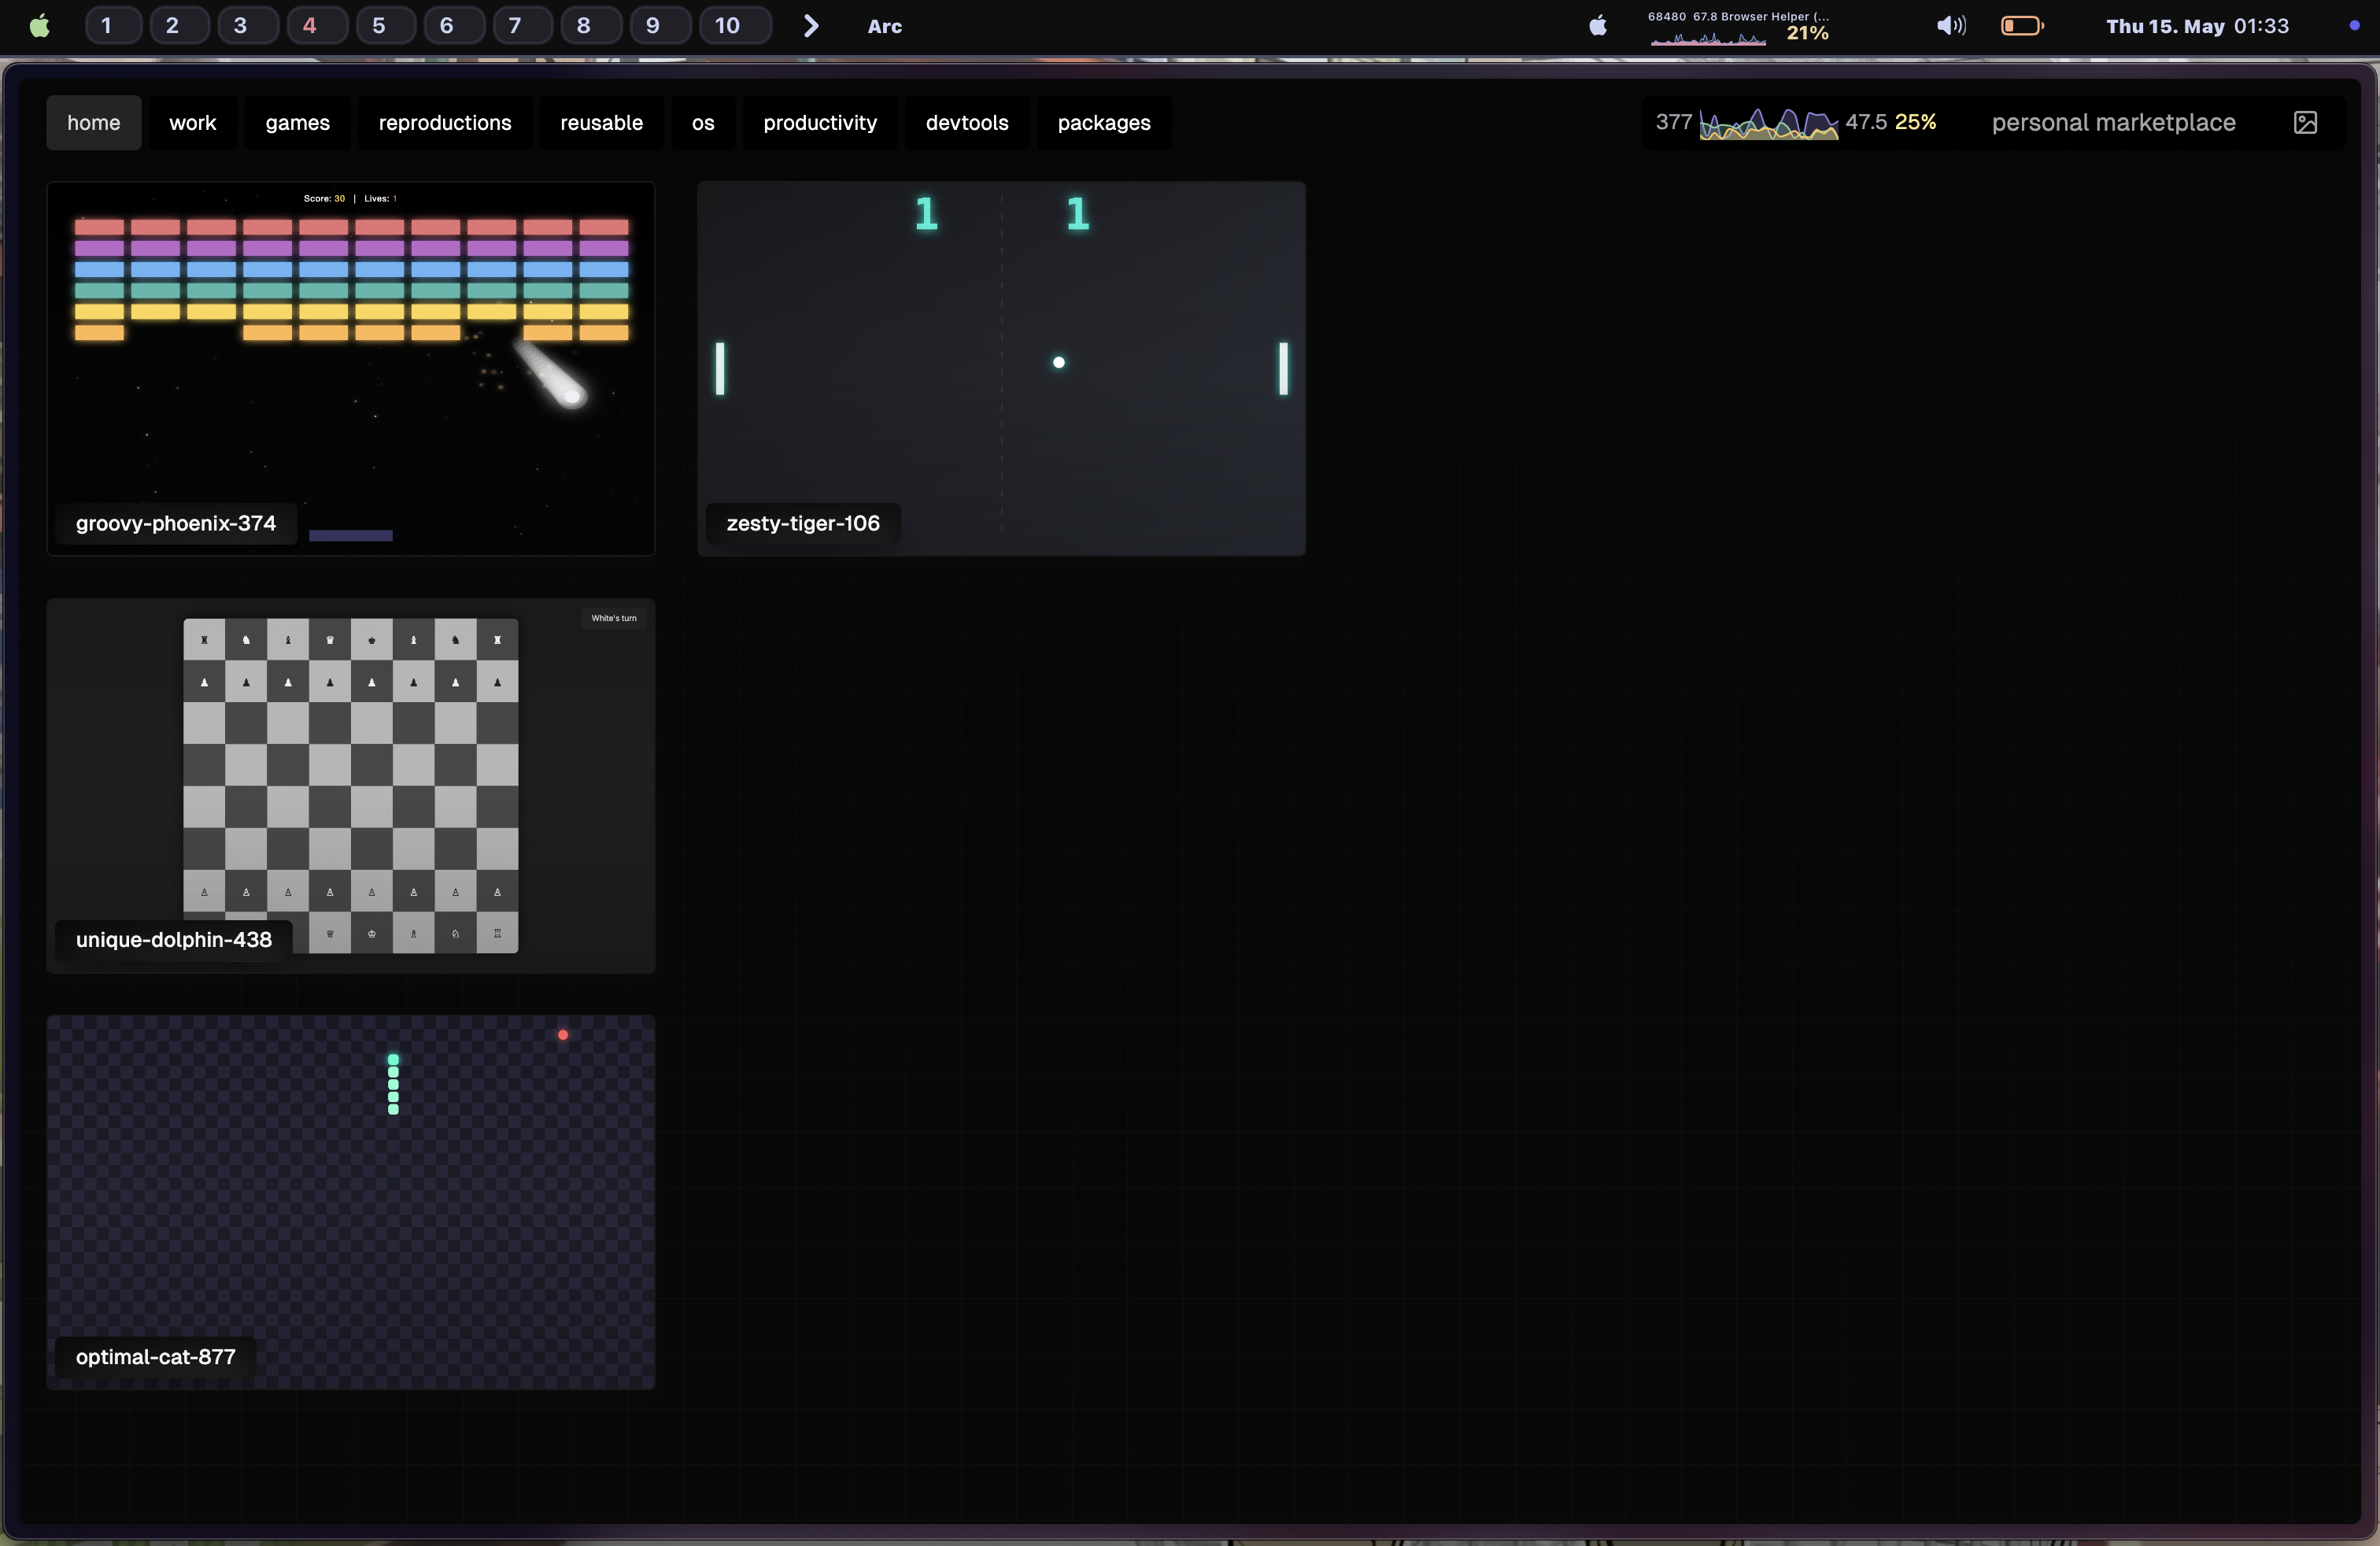 1 2 3 4 5 6 7 8 9 10 Arc
68480 67.8 Browser Helper (...
21%
Thu 15. May 01:33
home work games reproductions reusable os productivity devtools packages
377 47.5 25% personal marketplace
Score: 30 | Lives: 1
groovy-phoenix-374
1 1
zesty-tiger-106
White's turn
unique-dolphin-438
optimal-cat-877